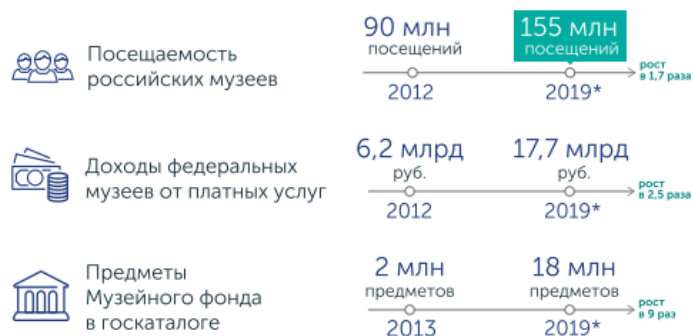 Посещаемость
российских музеев
90 млн
посещений
2012
155 млн
посещений
2019*
рост
в 1,7 раза
Доходы федеральных
музеев от платных услуг
6,2 млрд
руб.
2012
17,7 млрд
руб.
2019*
рост
в 2,5 раза
Предметы
Музейного фонда
в госкаталоге
2 млн
предметов
2013
18 млн
предметов
2019*
рост
в 9 раз